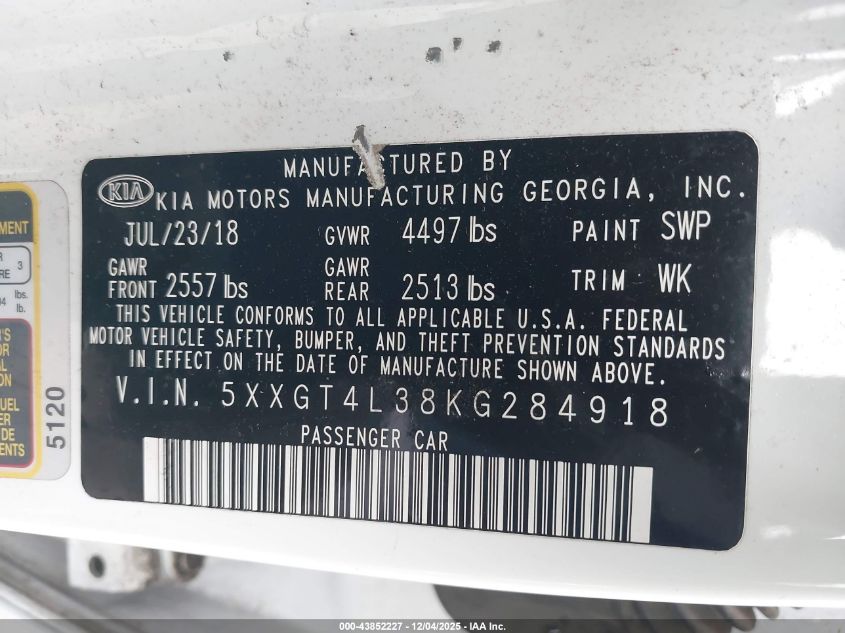 MANUFACTURED BY
KIA KIA MOTORS MANUFACTURING GEORGIA, INC.
JUL/23/18 GVWR 4497 lbs PAINT SWP
GAWR FRONT 2557 lbs GAWR REAR 2513 lbs TRIM WK
THIS VEHICLE CONFORMS TO ALL APPLICABLE U.S.A. FEDERAL
MOTOR VEHICLE SAFETY, BUMPER, AND THEFT PREVENTION STANDARDS
IN EFFECT ON THE DATE OF MANUFACTURE SHOWN ABOVE.
V.I.N. 5XXGT4L38KG284918
PASSENGER CAR
5120
3
lbs.
lb.
000-43852227 - 12/04/2025 - © IAA Inc.